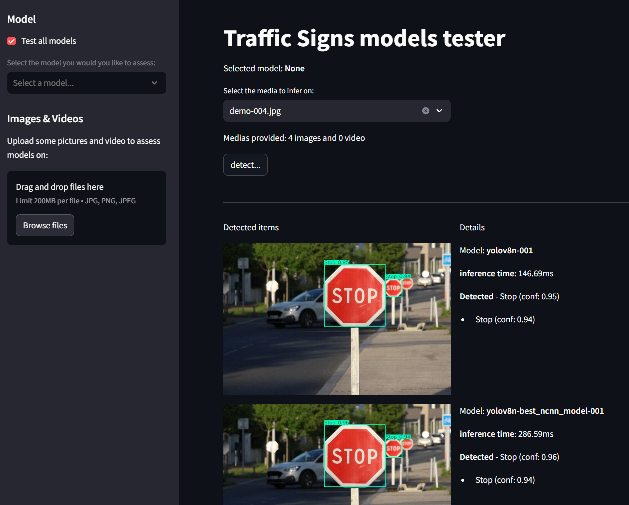 Model
Test all models
Select the model you would you like to assess:
Select a model...
Images & Videos
Upload some pictures and video to assess
models on:
Drag and drop files here
Limit 200MB per file • JPG, PNG, JPEG
Browse files
Traffic Signs models tester
Selected model: None
Select the media to infer on:
demo-004.jpg
Medias provided: 4 images and 0 video
detect...
Detected items
Details
STOP
STOP
Model: yolov8n-001
inference time: 146.69ms
Detected - Stop (conf: 0.95)
• Stop (conf: 0.94)
STOP
STOP
Model: yolov8n-best_ncnn_model-001
inference time: 286.59ms
Detected - Stop (conf: 0.96)
• Stop (conf: 0.94)